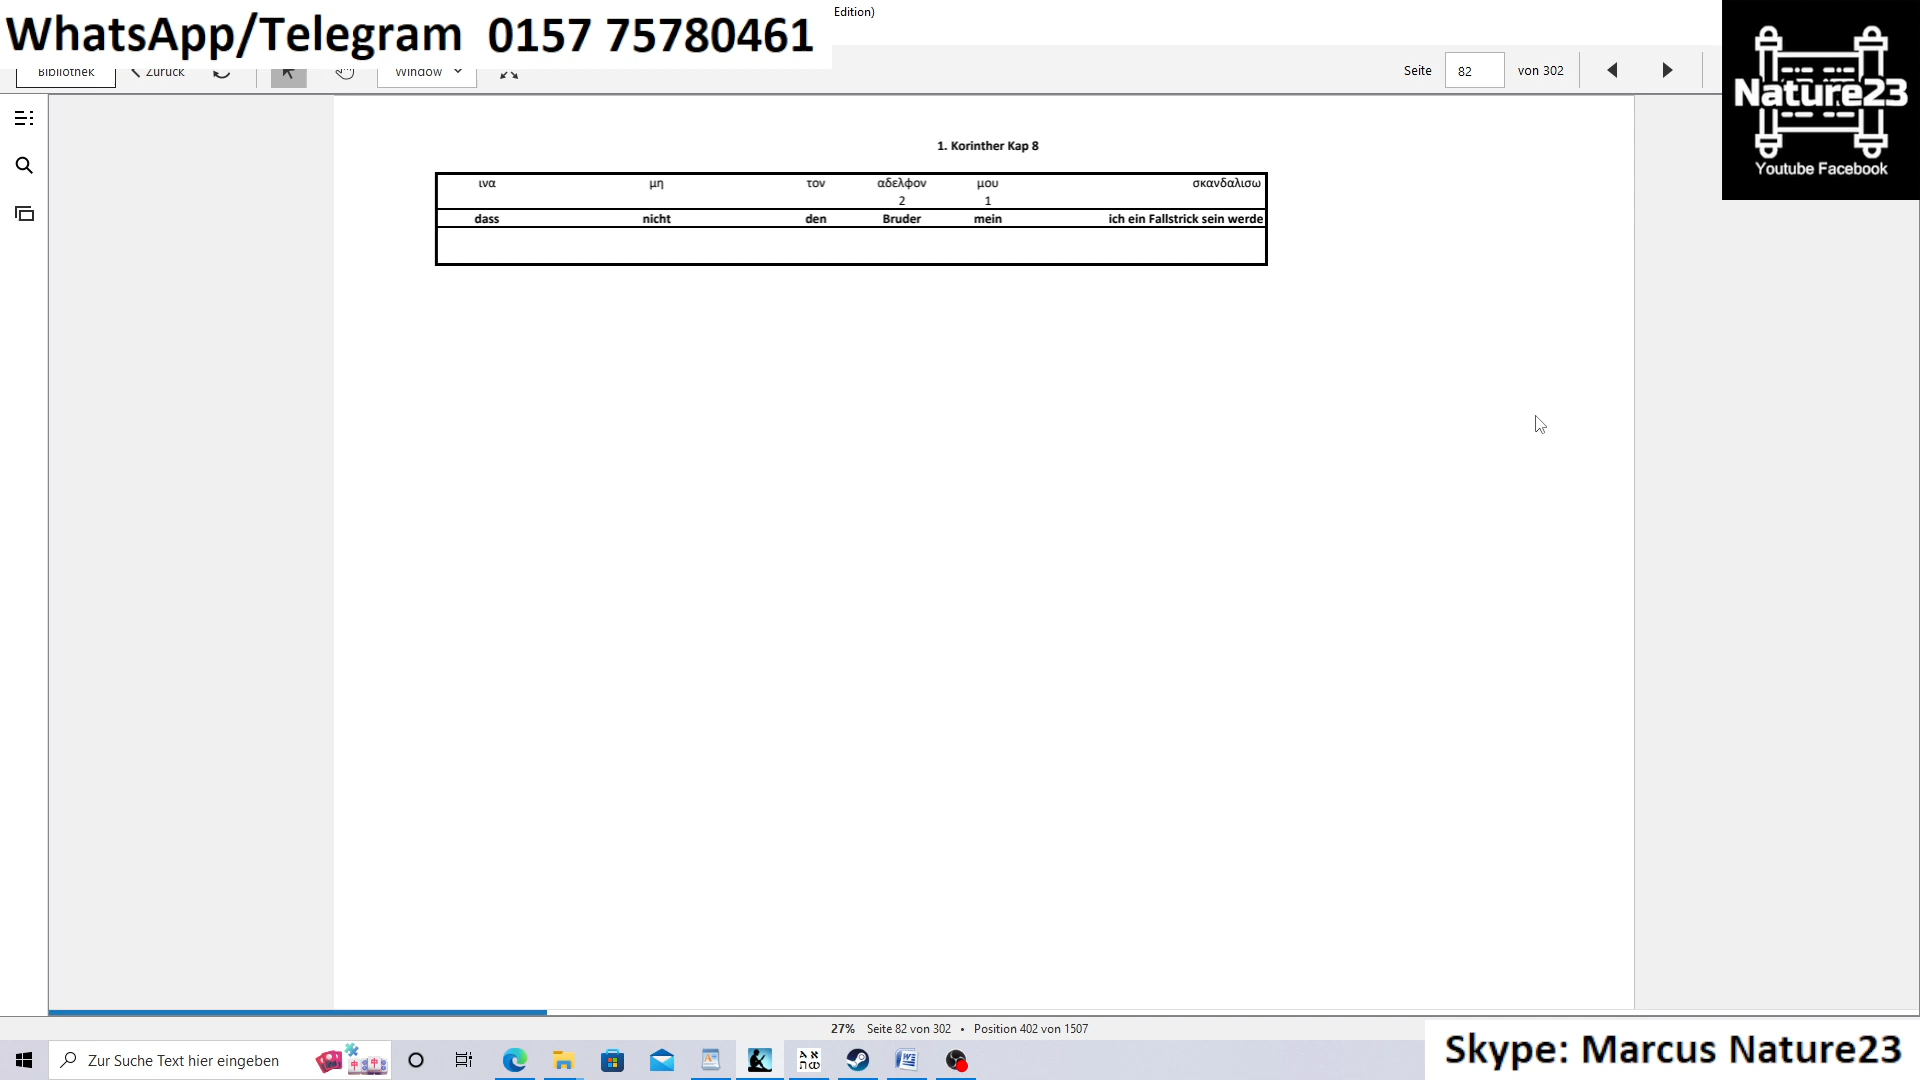 WhatsApp/Telegram 0157 75780461
Edition)
Bibliothek Zurück Window Seite 82 von 302
Nature23
Youtube Facebook
1. Korinther Kap 8
ινα μη τον αδελφον μου σκανδαλισω
2 1
dass nicht den Bruder mein ich ein Fallstrick sein werde
27% Seite 82 von 302 • Position 402 von 1507
Zur Suche Text hier eingeben
Skype: Marcus Nature23